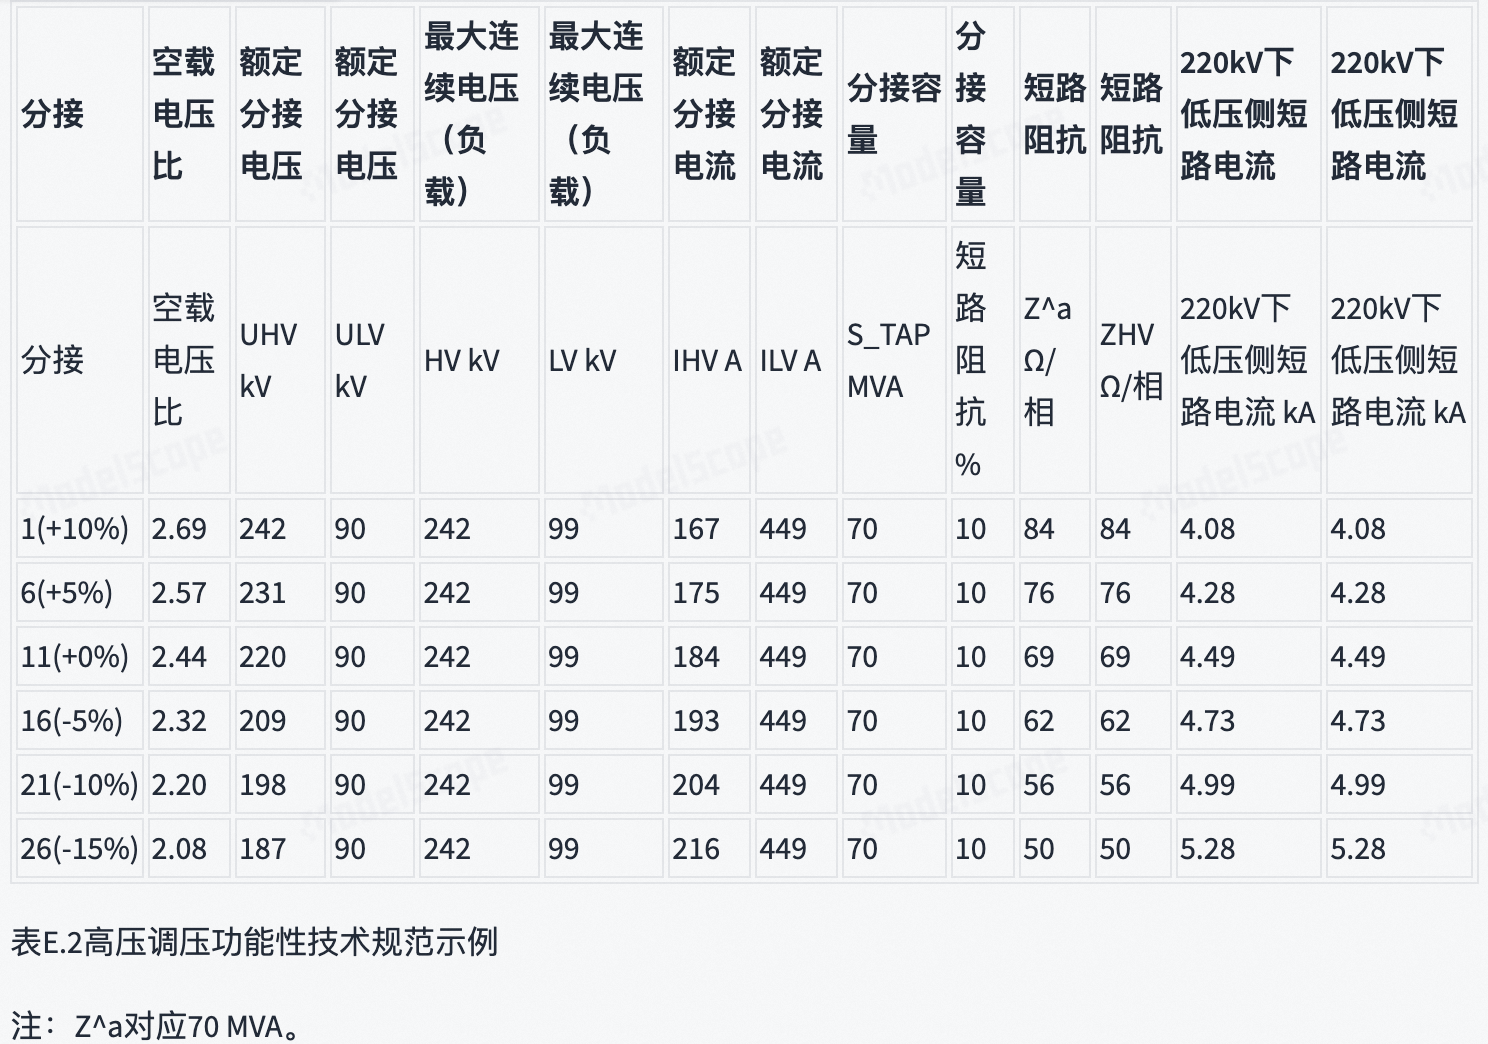 分接 空载电压比 额定分接电压 额定分接电压 最大连续电压（负载） 最大连续电压（负载） 额定分接电流 额定分接电流 分接容量 分接容量 短路阻抗 短路阻抗 220kV下低压侧短路电流 220kV下低压侧短路电流
分接 空载电压比 UHV kV ULV kV HV kV LV kV IHV A ILV A S_TAP MVA 短路阻抗% Z^a Ω/相 ZHV Ω/相 220kV下低压侧短路电流 kA 220kV下低压侧短路电流 kA
1(+10%) 2.69 242 90 242 99 167 449 70 10 84 84 4.08 4.08
6(+5%) 2.57 231 90 242 99 175 449 70 10 76 76 4.28 4.28
11(+0%) 2.44 220 90 242 99 184 449 70 10 69 69 4.49 4.49
16(-5%) 2.32 209 90 242 99 193 449 70 10 62 62 4.73 4.73
21(-10%) 2.20 198 90 242 99 204 449 70 10 56 56 4.99 4.99
26(-15%) 2.08 187 90 242 99 216 449 70 10 50 50 5.28 5.28
表E.2高压调压功能性技术规范示例
注：Z^a对应70 MVA。
ModelScope